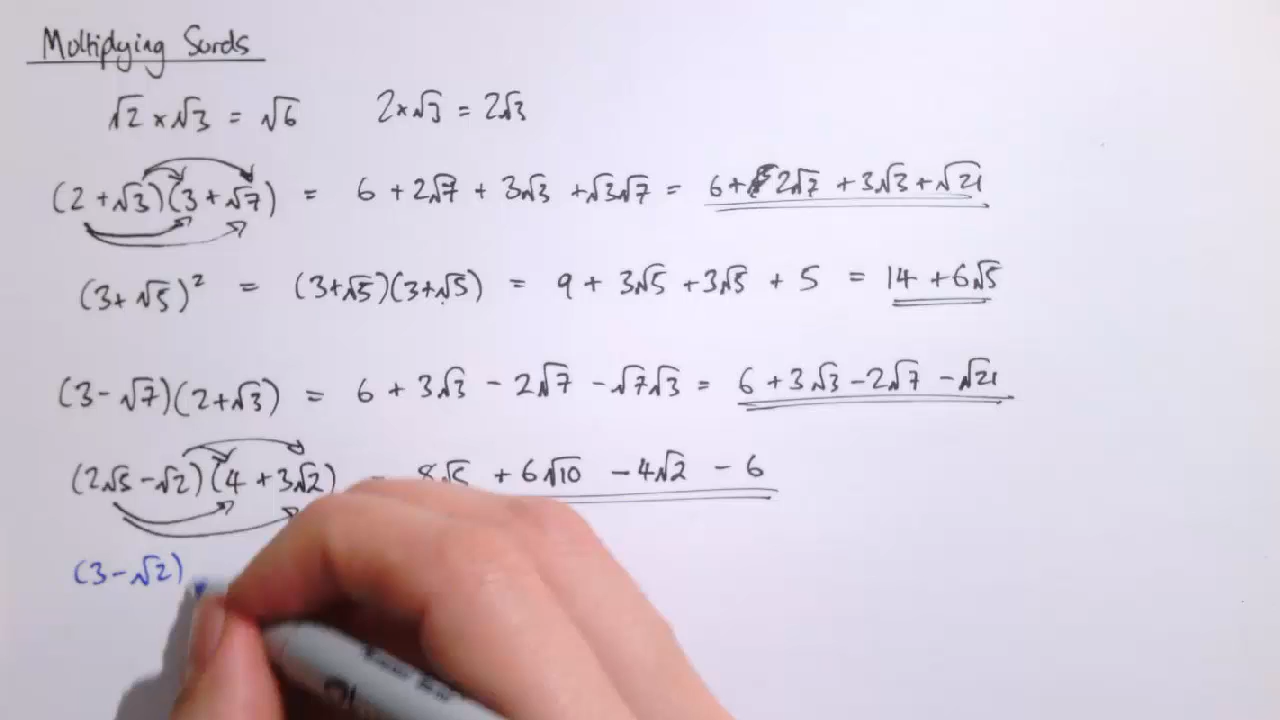 Multiplying Surds
√2 × √3 = √6 2×√3 = 2√3
(2 + √3)(3 + √7) = 6 + 2√7 + 3√3 + √3√7 = 6 + 2√7 + 3√3 + √21
(3 + √5)² = (3+√5)(3+√5) = 9 + 3√5 + 3√5 + 5 = 14 + 6√5
(3 - √7)(2+√3) = 6 + 3√3 - 2√7 - √7√3 = 6 + 3√3 - 2√7 - √21
(2√5 - √2)(4 + 3√2) = 8√5 + 6√10 - 4√2 - 6
(3 - √2)